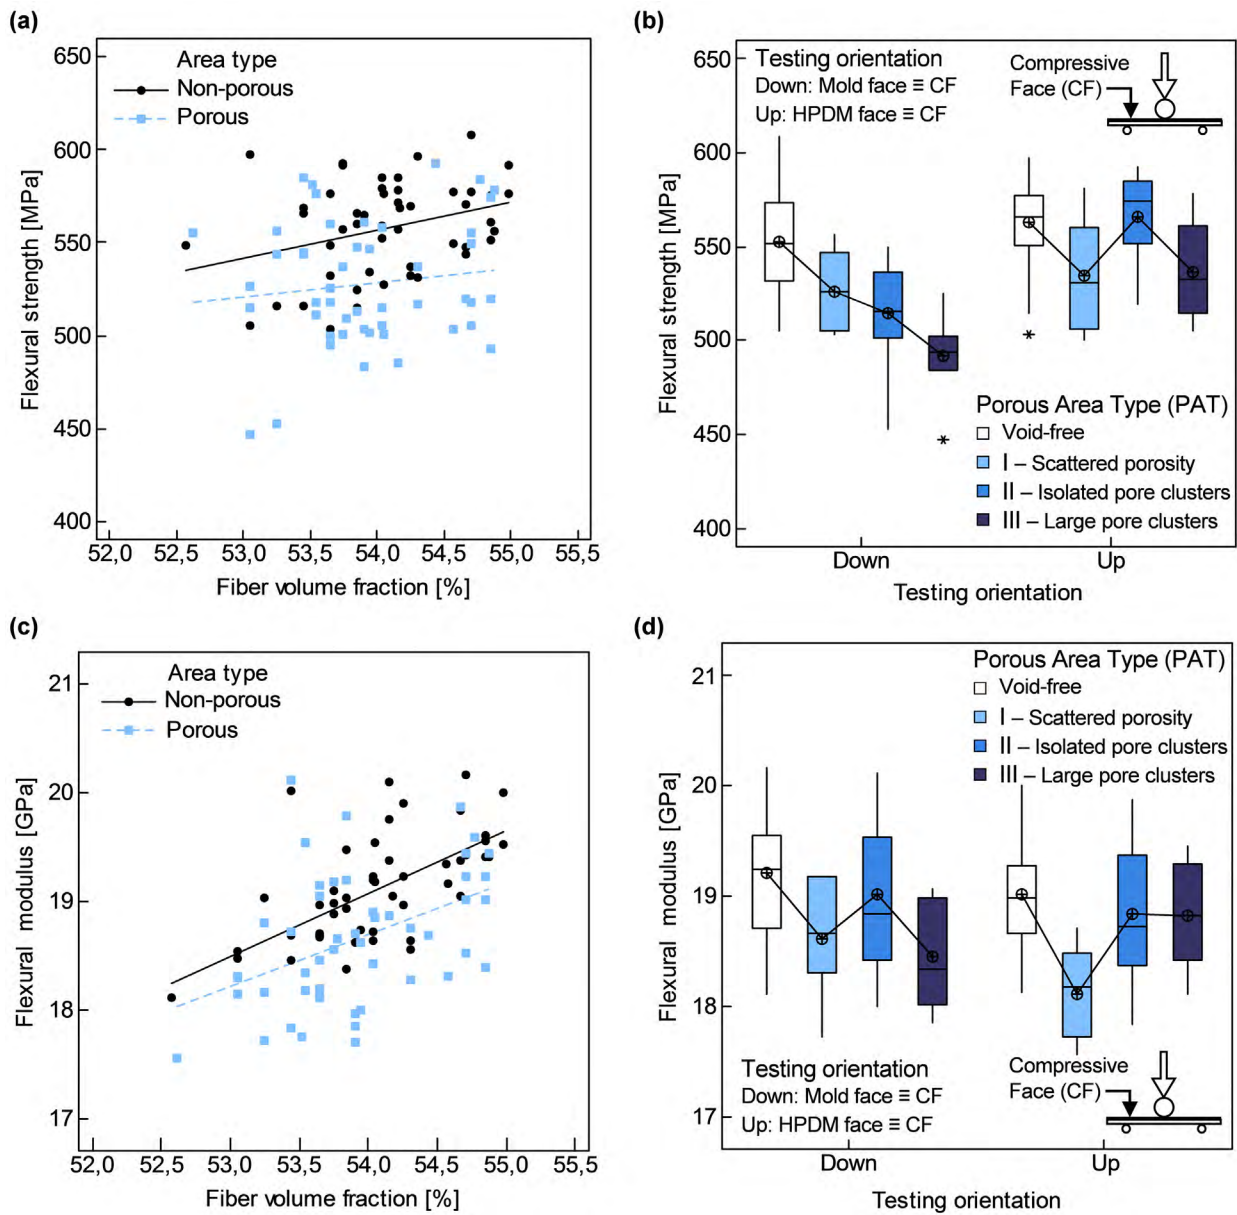 (a)
650
600
550
500
450
400
Flexural strength [MPa]
Area type
Non-porous
Porous
52,0 52,5 53,0 53,5 54,0 54,5 55,0 55,5
Fiber volume fraction [%]
(b)
650
600
550
500
450
400
Flexural strength [MPa]
Testing orientation
Down: Mold face ≡ CF
Up: HPDM face ≡ CF
Compressive
Face (CF)
Porous Area Type (PAT)
Void-free
I – Scattered porosity
II – Isolated pore clusters
III – Large pore clusters
Down Up
Testing orientation
(c)
21
20
19
18
17
Flexural modulus [GPa]
Area type
Non-porous
Porous
52,0 52,5 53,0 53,5 54,0 54,5 55,0 55,5
Fiber volume fraction [%]
(d)
21
20
19
18
17
Flexural modulus [GPa]
Porous Area Type (PAT)
Void-free
I – Scattered porosity
II – Isolated pore clusters
III – Large pore clusters
Testing orientation
Down: Mold face ≡ CF
Up: HPDM face ≡ CF
Compressive
Face (CF)
Down Up
Testing orientation